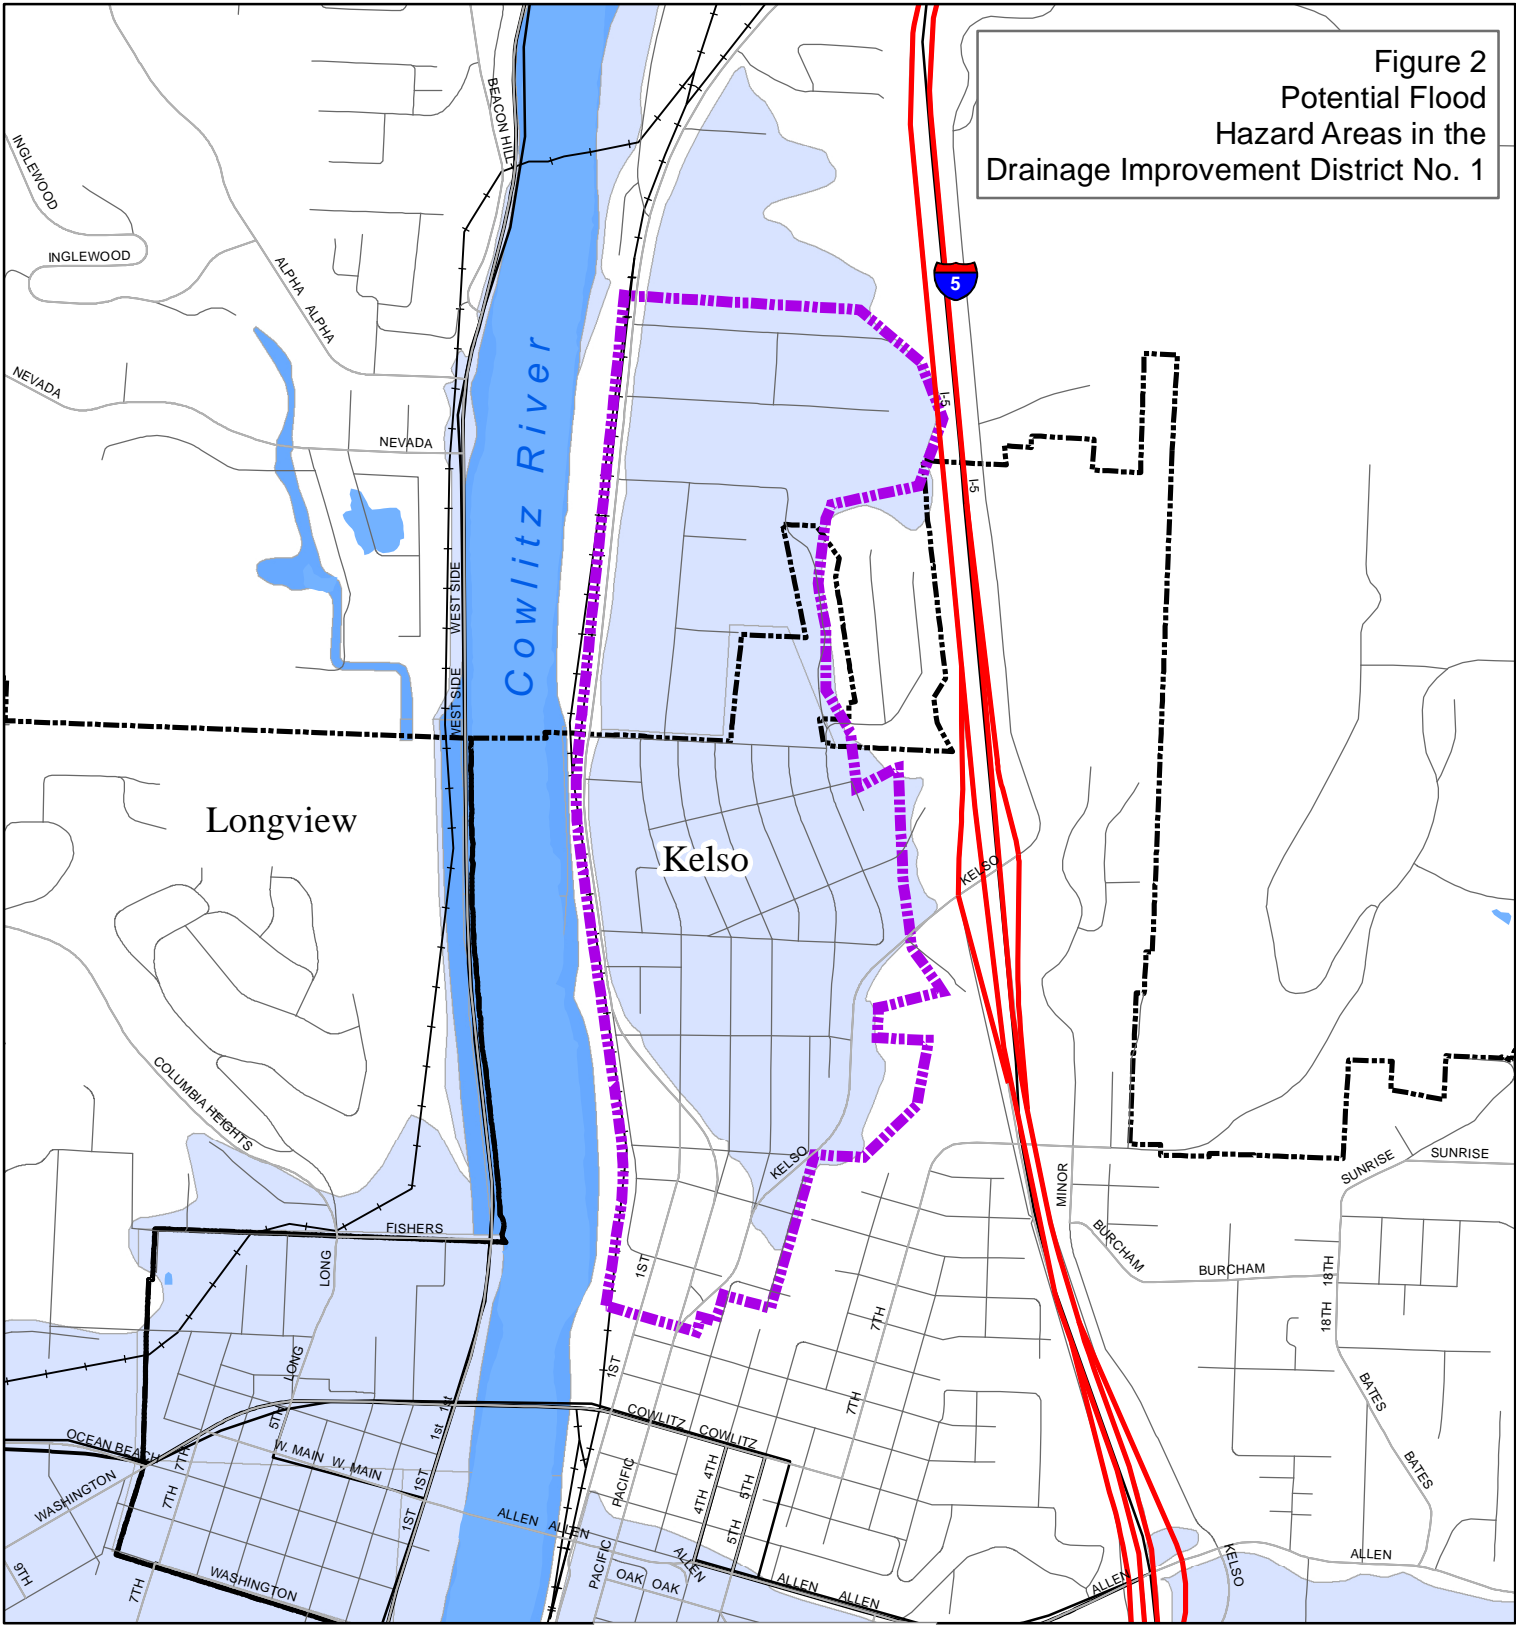 Figure 2
Potential Flood
Hazard Areas in the
Drainage Improvement District No. 1
BEACON HILL
INGLEWOOD
INGLEWOOD
ALPHA
ALPHA
5
Cowlitz River
NEVADA
I-5
NEVADA
I-5
WEST SIDE
WEST SIDE
Longview
Kelso
KELSO
COLUMBIA HEIGHTS
KELSO
MINOR
SUNRISE
SUNRISE
FISHERS
BURCHAM
LONG
1ST
BURCHAM
18TH
18TH
7TH
LONG
1ST
7TH
BATES
5TH
1st
1st
COWLITZ
COWLITZ
OCEAN BEACH
W. MAIN
W. MAIN
7TH
4TH
BATES
WASHINGTON
7TH
1ST
PACIFIC
4TH
5TH
1ST
ALLEN
ALLEN
5TH
ALLEN
PACIFIC
ALLEN
KELSO
9TH
WASHINGTON
7TH
OAK
OAK
ALLEN
ALLEN
ALLEN